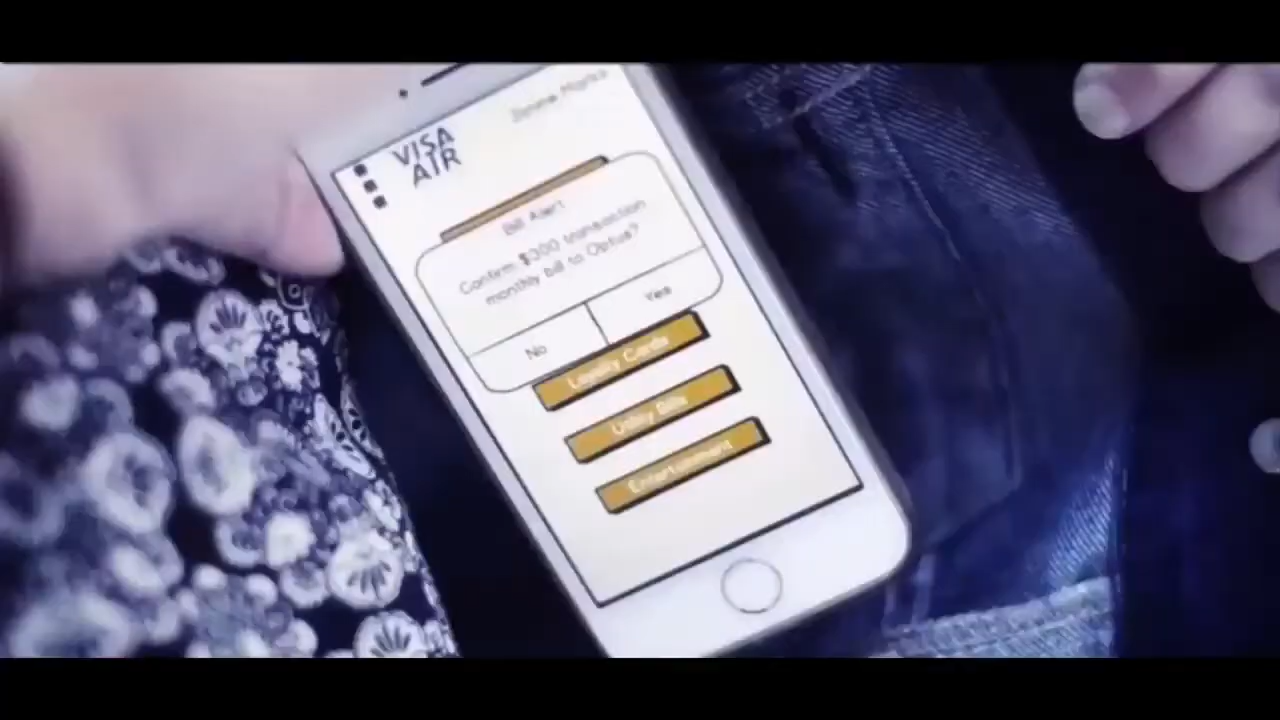 VISA
AIR
Bill Alert
Confirm $300 transaction
monthly bill to Optus?
No
Yes
Loyalty Cards
Utility Bills
Entertainment